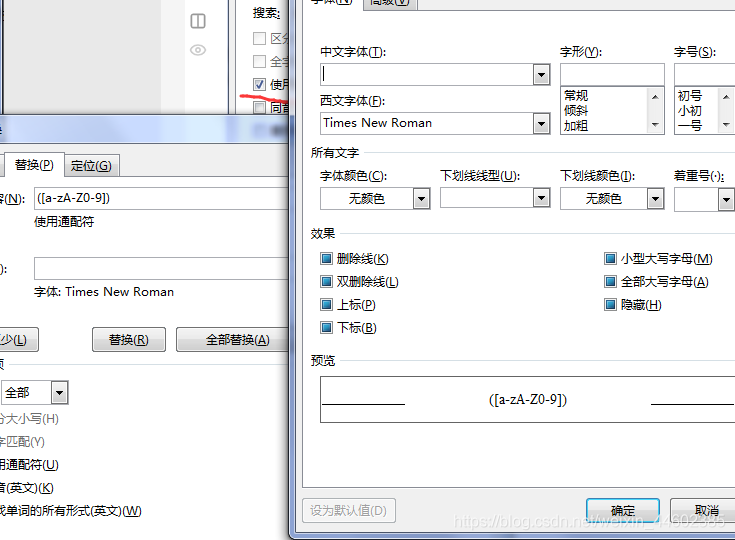 搜索:
区分
全字
使用
同音
替换(P)
定位(G)
容(N):
([a-zA-Z0-9])
使用通配符
):
字体: Times New Roman
少(L)
替换(R)
全部替换(A)
项
全部
分大小写(H)
字匹配(Y)
用通配符(U)
音(英文)(K)
找单词的所有形式(英文)(W)
字体(N)
高级(V)
中文字体(T):
字形(Y):
字号(S):
常规
倾斜
加粗
初号
小初
一号
西文字体(F):
Times New Roman
所有文字
字体颜色(C):
下划线线型(U):
下划线颜色(I):
着重号(·):
无颜色
无颜色
效果
删除线(K)
小型大写字母(M)
双删除线(L)
全部大写字母(A)
上标(P)
隐藏(H)
下标(B)
预览
([a-zA-Z0-9])
设为默认值(D)
确定
取消
https://blog.csdn.net/weixin_44602385